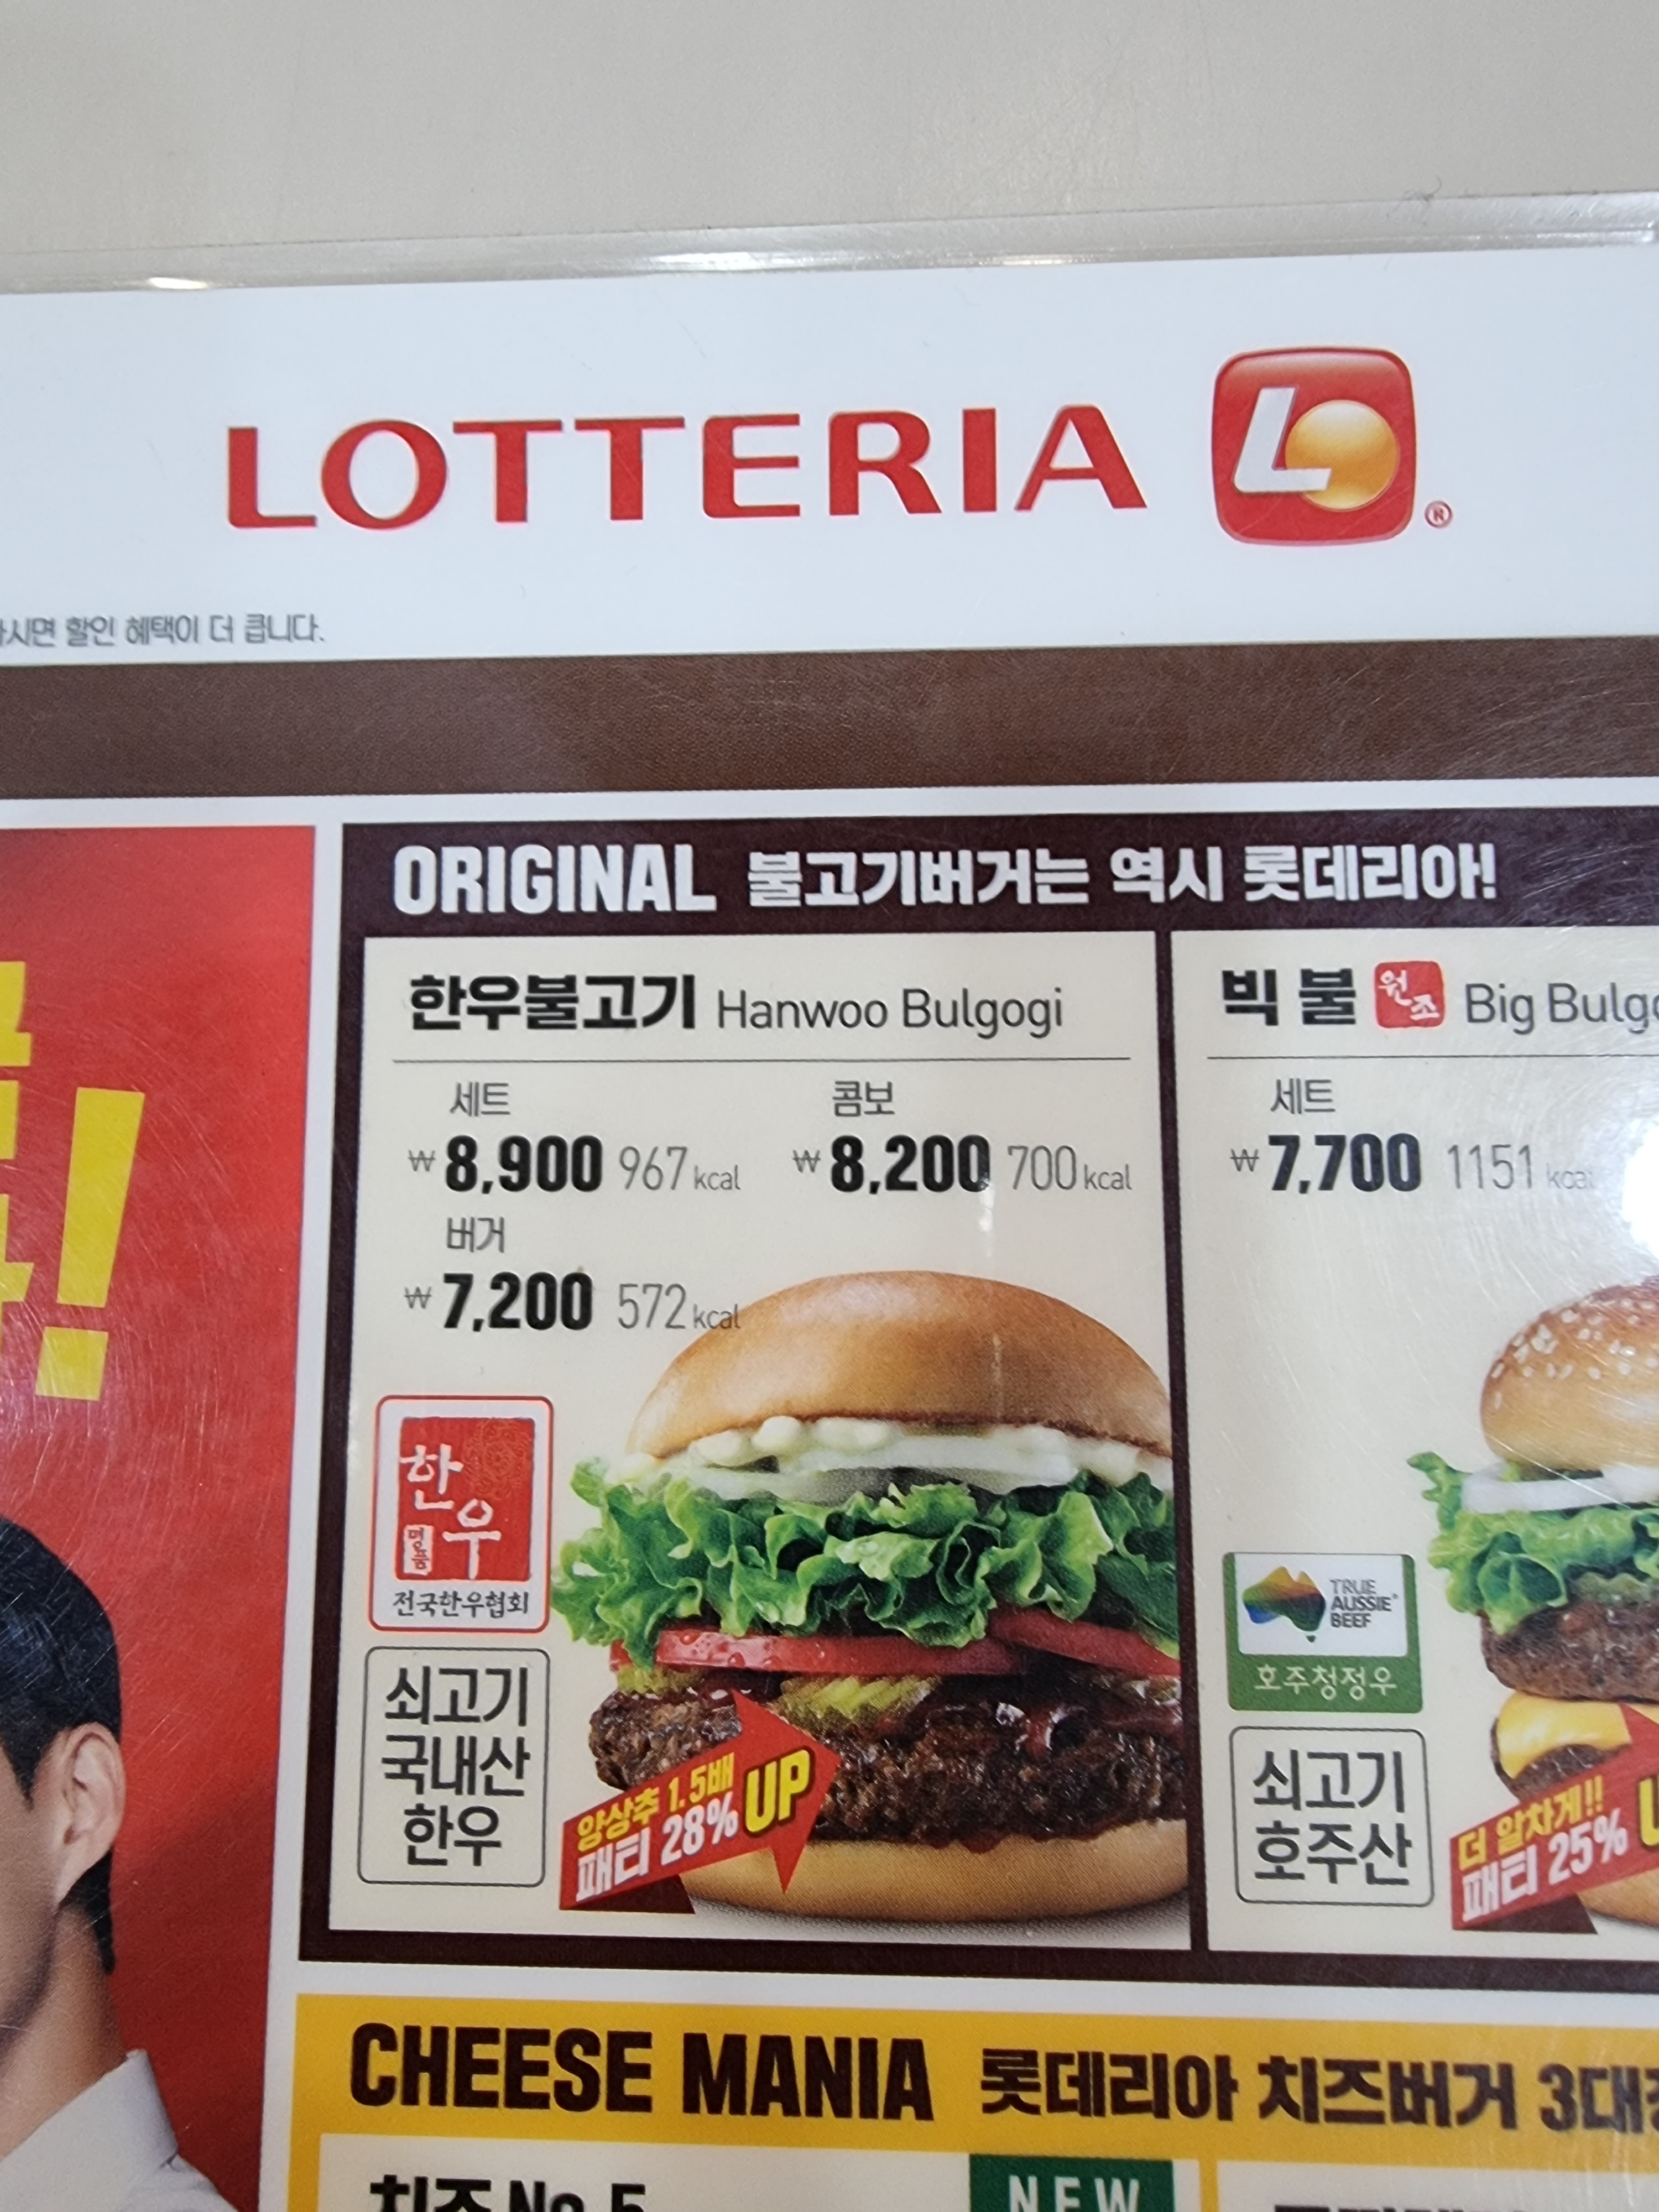 LOTTERIA
할인 혜택이 더 큽니다.
ORIGINAL 불고기버거는 역시 롯데리아!
한우불고기 Hanwoo Bulgogi
세트 콤보
₩8,900 967kcal ₩8,200 700kcal
버거
₩7,200 572kcal
한우
명품
전국한우협회
쇠고기
국내산
한우
양상추 1.5배
패티 28% UP
빅 불 원조 Big
세트
₩7,700 1151 kcal
TRUE
AUSSIE
BEEF
호주청정우
쇠고기
호주산
더 알차게!!
패티 25%
CHEESE MANIA 롯데리아 치즈버거
치즈 No.5
NEW